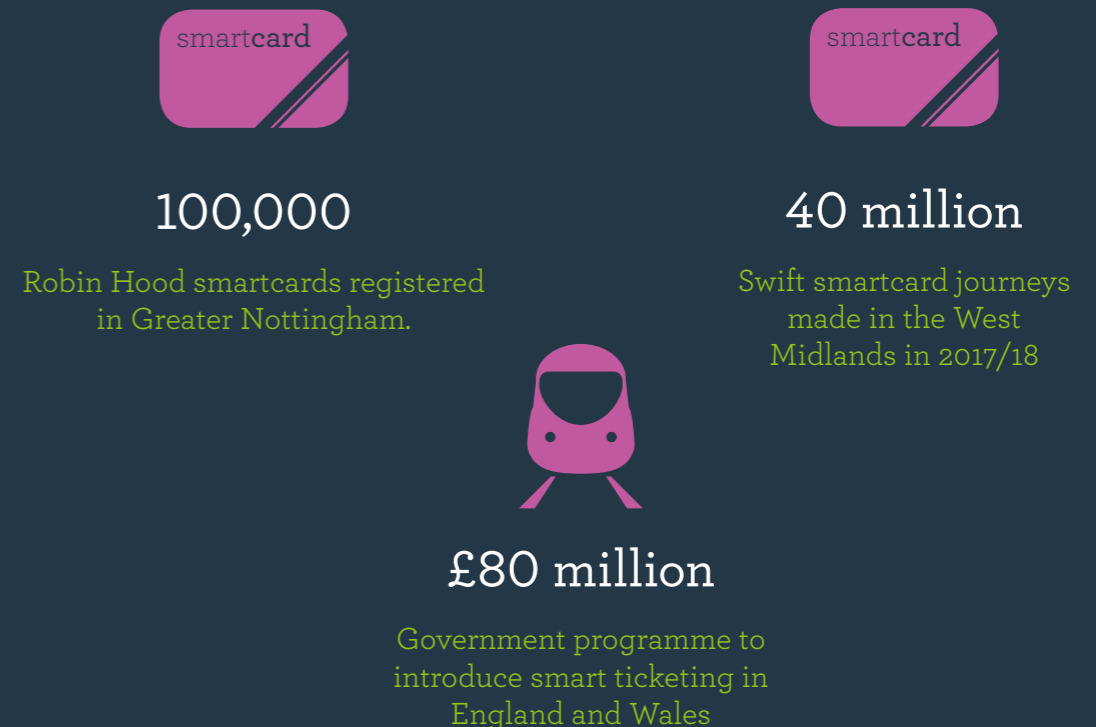 smartcard
100,000
Robin Hood smartcards registered
in Greater Nottingham.
smartcard
40 million
Swift smartcard journeys
made in the West
Midlands in 2017/18
£80 million
Government programme to
introduce smart ticketing in
England and Wales